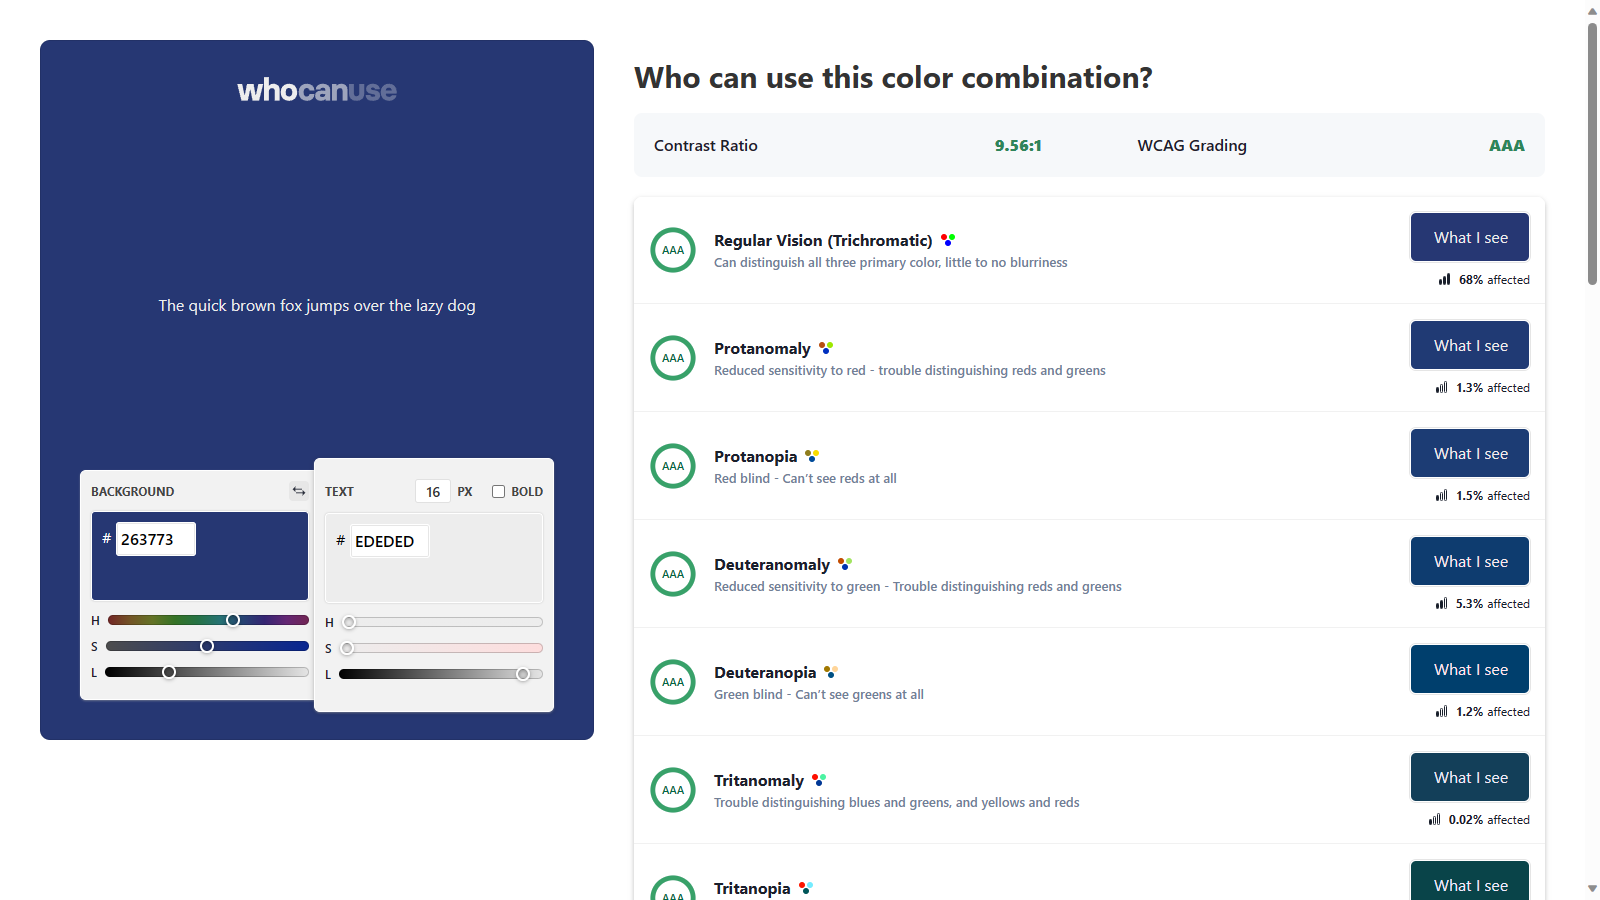 whocanuse
The quick brown fox jumps over the lazy dog
BACKGROUND
# 263773
H
S
L
TEXT 16 PX BOLD
# EDEDED
H
S
L
Who can use this color combination?
Contrast Ratio 9.56:1 WCAG Grading AAA
AAA Regular Vision (Trichromatic)
Can distinguish all three primary color, little to no blurriness
What I see
68% affected
AAA Protanomaly
Reduced sensitivity to red - trouble distinguishing reds and greens
What I see
1.3% affected
AAA Protanopia
Red blind - Can’t see reds at all
What I see
1.5% affected
AAA Deuteranomaly
Reduced sensitivity to green - Trouble distinguishing reds and greens
What I see
5.3% affected
AAA Deuteranopia
Green blind - Can’t see greens at all
What I see
1.2% affected
AAA Tritanomaly
Trouble distinguishing blues and greens, and yellows and reds
What I see
0.02% affected
AAA Tritanopia
What I see